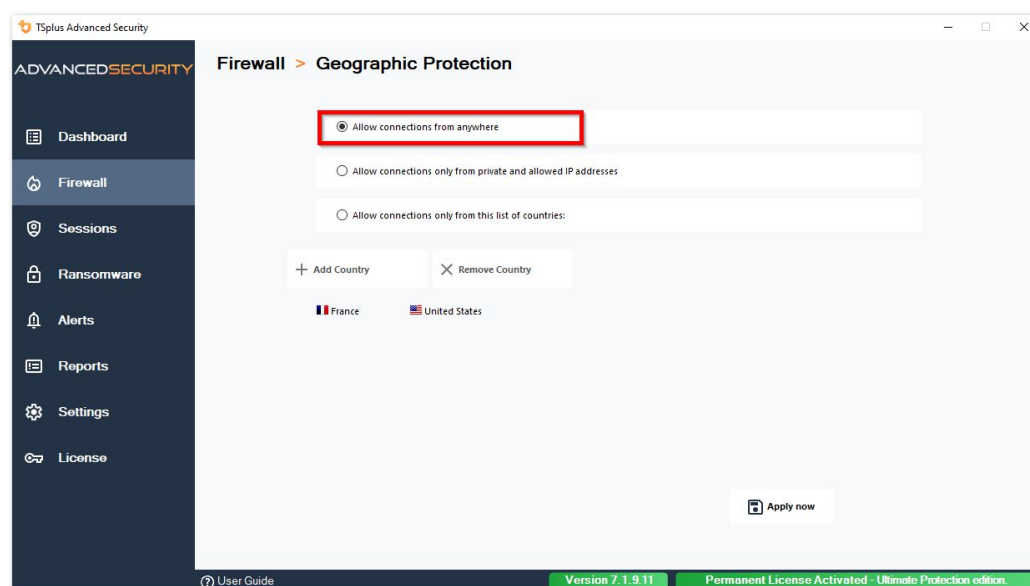 TSplus Advanced Security
ADVANCEDSECURITY
Firewall > Geographic Protection
Dashboard
Firewall
Sessions
Ransomware
Alerts
Reports
Settings
License
Allow connections from anywhere
Allow connections only from private and allowed IP addresses
Allow connections only from this list of countries:
Add Country
Remove Country
France
United States
Apply now
User Guide
Version 7.1.9.11
Permanent License Activated - Ultimate Protection edition.